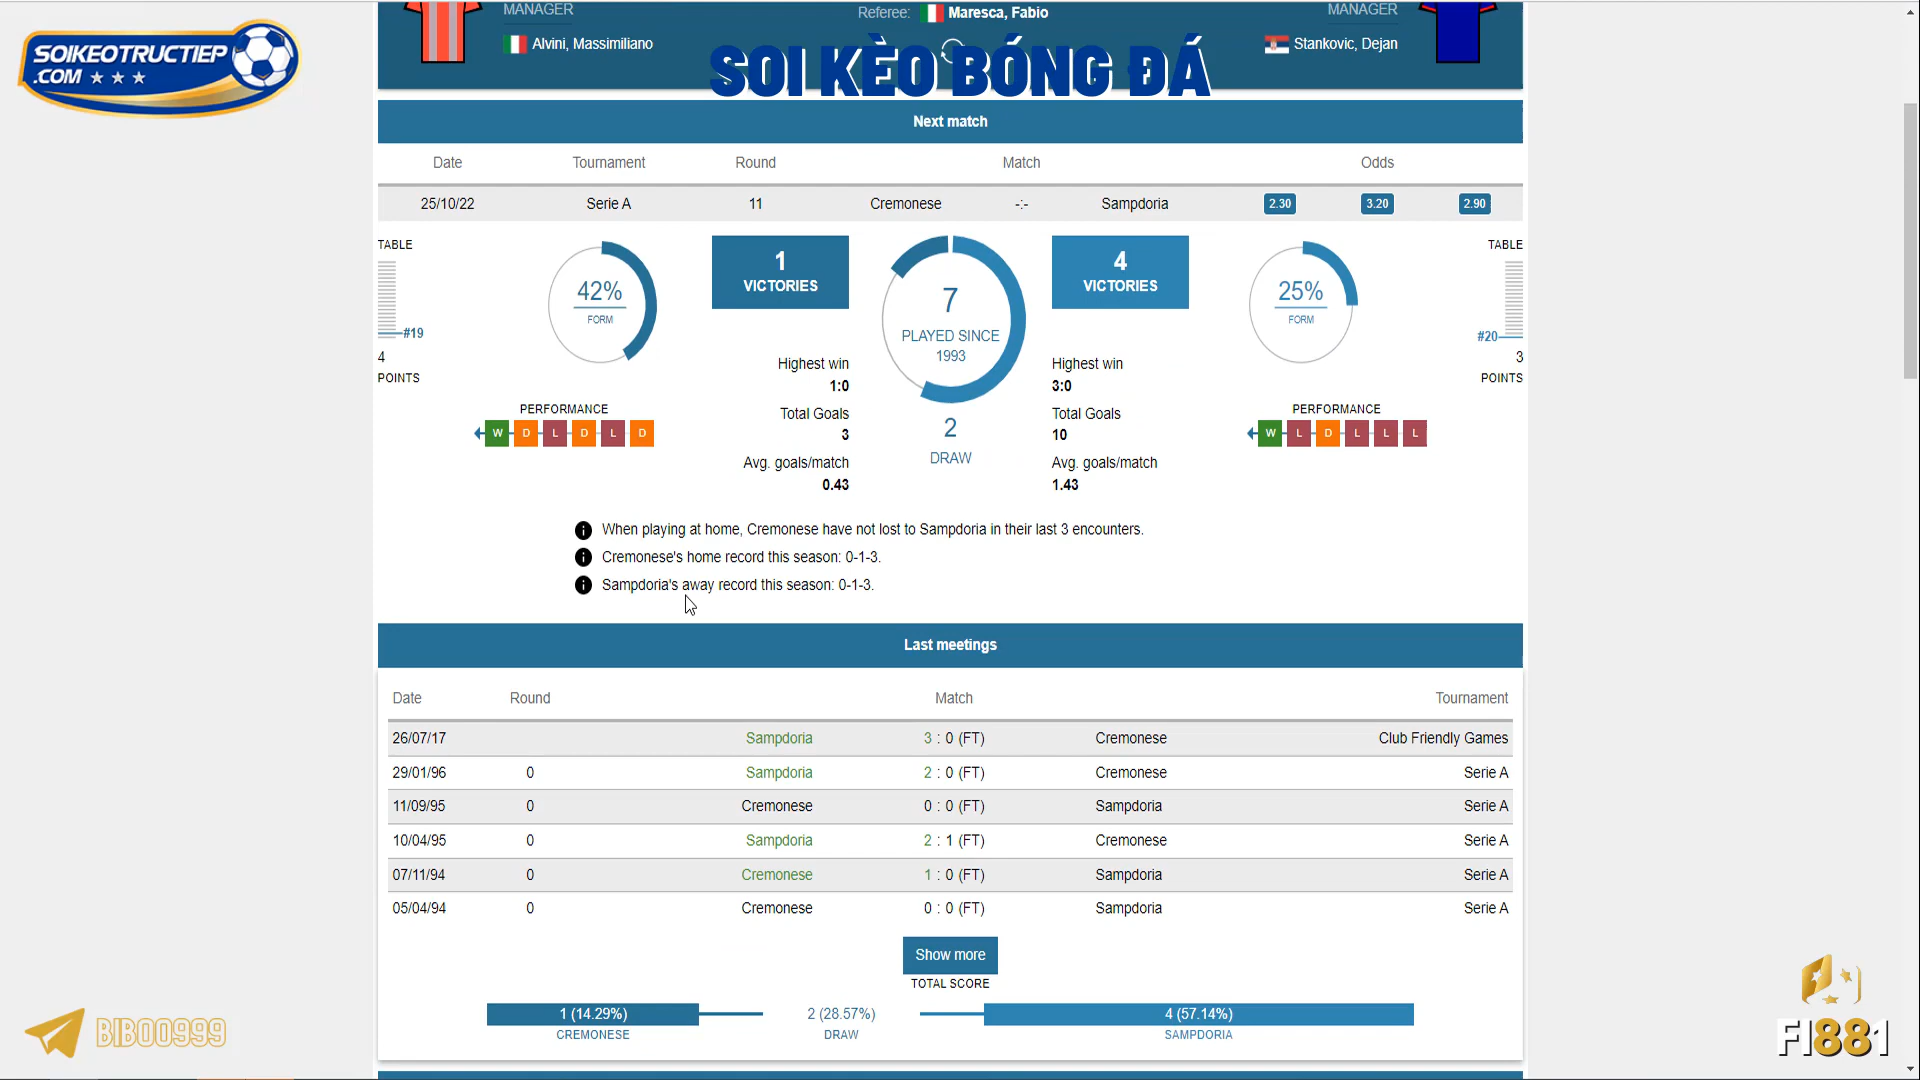 SOIKEOTRUCTIEP
.COM
MANAGER
Alvini, Massimiliano
Referee: Maresca, Fabio
MANAGER
Stankovic, Dejan
SOI KÈO BÓNG ĐÁ
Next match
Date Tournament Round Match Odds
25/10/22 Serie A 11 Cremonese -:- Sampdoria 2.30 3.20 2.90
TABLE
#19
4
POINTS
42%
FORM
PERFORMANCE
W D L D L D
1
VICTORIES
Highest win
1:0
Total Goals
3
Avg. goals/match
0.43
7
PLAYED SINCE
1993
2
DRAW
4
VICTORIES
Highest win
3:0
Total Goals
10
Avg. goals/match
1.43
25%
FORM
PERFORMANCE
W L D L L L
TABLE
#20
3
POINTS
When playing at home, Cremonese have not lost to Sampdoria in their last 3 encounters.
Cremonese's home record this season: 0-1-3.
Sampdoria's away record this season: 0-1-3.
Last meetings
Date Round Match Tournament
26/07/17 Sampdoria 3 : 0 (FT) Cremonese Club Friendly Games
29/01/96 0 Sampdoria 2 : 0 (FT) Cremonese Serie A
11/09/95 0 Cremonese 0 : 0 (FT) Sampdoria Serie A
10/04/95 0 Sampdoria 2 : 1 (FT) Cremonese Serie A
07/11/94 0 Cremonese 1 : 0 (FT) Sampdoria Serie A
05/04/94 0 Cremonese 0 : 0 (FT) Sampdoria Serie A
Show more
TOTAL SCORE
1 (14.29%) 2 (28.57%) 4 (57.14%)
CREMONESE DRAW SAMPDORIA
BIBOO999
FI881